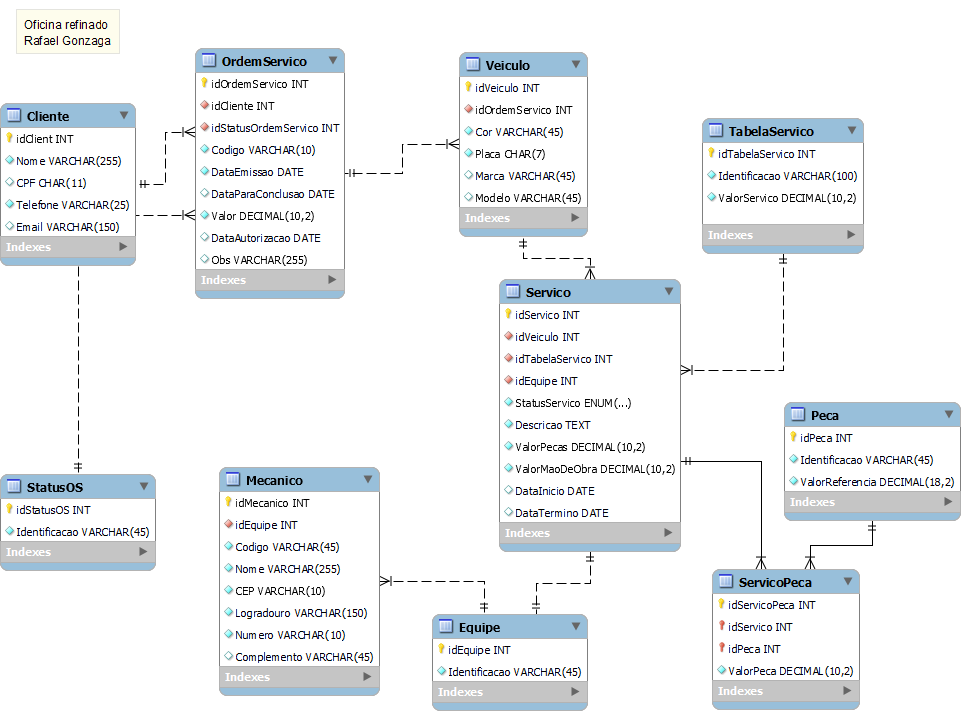 Oficina refinado
Rafael Gonzaga
OrdemServico
idOrdemServico INT
idCliente INT
idStatusOrdemServico INT
Codigo VARCHAR(10)
DataEmissao DATE
DataParaConclusao DATE
Valor DECIMAL(10,2)
DataAutorizacao DATE
Obs VARCHAR(255)
Indexes
Veiculo
idVeiculo INT
idOrdemServico INT
Cor VARCHAR(45)
Placa CHAR(7)
Marca VARCHAR(45)
Modelo VARCHAR(45)
Indexes
Cliente
idClient INT
Nome VARCHAR(255)
CPF CHAR(11)
Telefone VARCHAR(25)
Email VARCHAR(150)
Indexes
TabelaServico
idTabelaServico INT
Identificacao VARCHAR(100)
ValorServico DECIMAL(10,2)
Indexes
Servico
idServico INT
idVeiculo INT
idTabelaServico INT
idEquipe INT
StatusServico ENUM(...)
Descricao TEXT
ValorPecas DECIMAL(10,2)
ValorMaoDeObra DECIMAL(10,2)
DataInicio DATE
DataTermino DATE
Indexes
Peca
idPeca INT
Identificacao VARCHAR(45)
ValorReferencia DECIMAL(18,2)
Indexes
StatusOS
idStatusOS INT
Identificacao VARCHAR(45)
Indexes
Mecanico
idMecanico INT
idEquipe INT
Codigo VARCHAR(45)
Nome VARCHAR(255)
CEP VARCHAR(10)
Logradouro VARCHAR(150)
Numero VARCHAR(10)
Complemento VARCHAR(45)
Indexes
Equipe
idEquipe INT
Identificacao VARCHAR(45)
Indexes
ServicoPeca
idServicoPeca INT
idServico INT
idPeca INT
ValorPeca DECIMAL(10,2)
Indexes